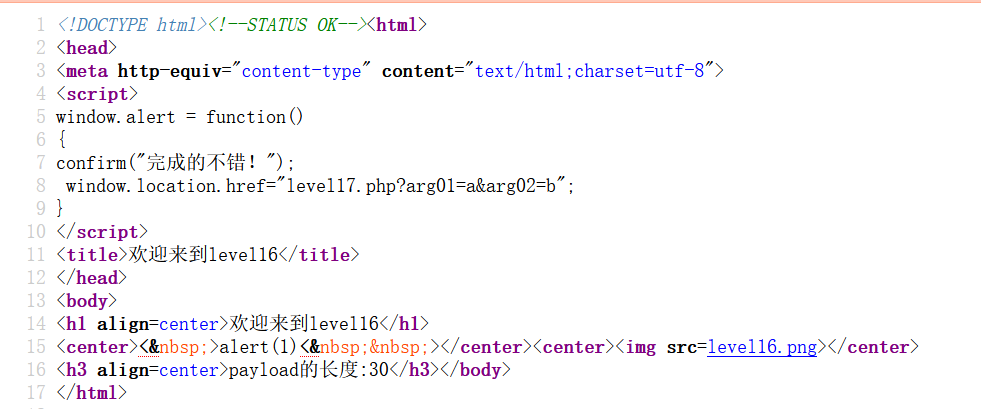 1 <!DOCTYPE html><!--STATUS OK--><html>
2 <head>
3 <meta http-equiv="content-type" content="text/html;charset=utf-8">
4 <script>
5 window.alert = function()
6 {
7 confirm("完成的不错！");
8  window.location.href="level17.php?arg01=a&arg02=b";
9 }
10 </script>
11 <title>欢迎来到level16</title>
12 </head>
13 <body>
14 <h1 align=center>欢迎来到level16</h1>
15 <center><&nbsp;>alert(1)<&nbsp;&nbsp;></center><center><img src=level16.png></center>
16 <h3 align=center>payload的长度:30</h3></body>
17 </html>